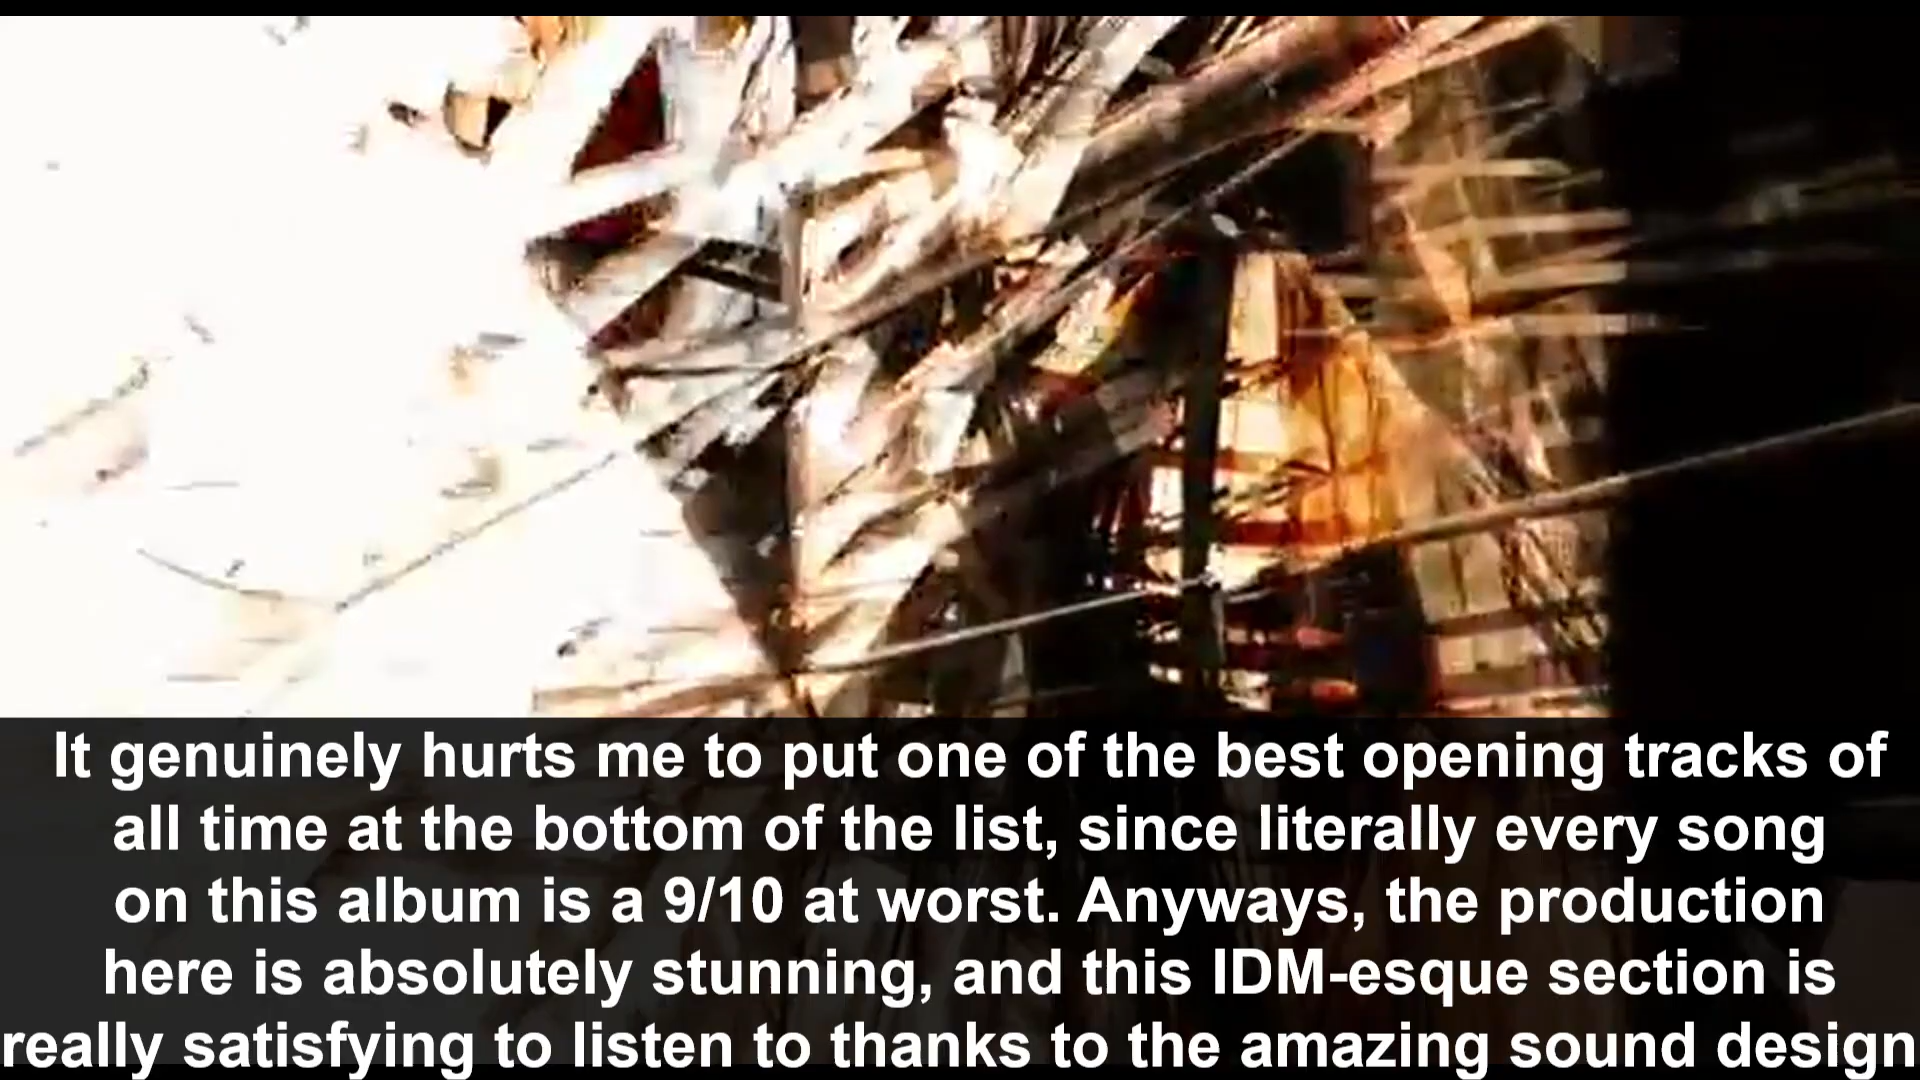 It genuinely hurts me to put one of the best opening tracks of
all time at the bottom of the list, since literally every song
on this album is a 9/10 at worst. Anyways, the production
here is absolutely stunning, and this IDM-esque section is
really satisfying to listen to thanks to the amazing sound design